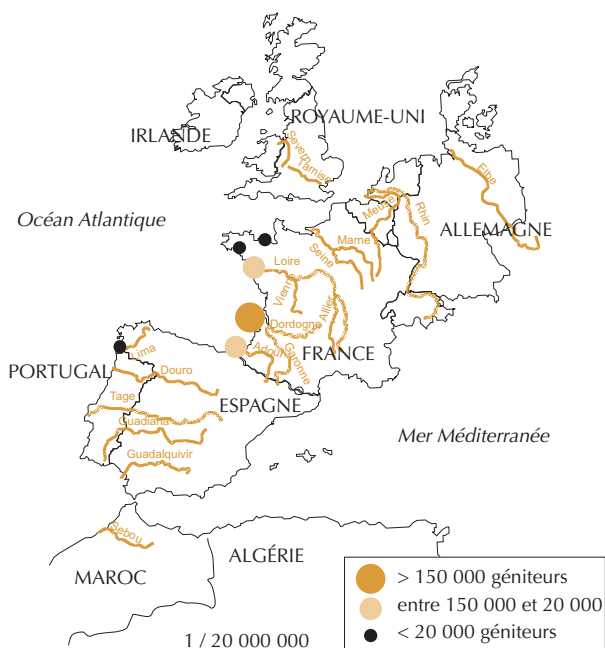 ROYAUME-UNI
IRLANDE
Severn
Tamise
Elbe
Océan Atlantique
Meuse
Rhin
ALLEMAGNE
Seine
Marne
Loire
Vienne
Allier
Dordogne
Adour
Garonne
FRANCE
Lima
PORTUGAL
Douro
Tage
ESPAGNE
Guadiana
Mer Méditerranée
Guadalquivir
Sebou
ALGÉRIE
MAROC
> 150 000 géniteurs
entre 150 000 et 20 000
< 20 000 géniteurs
1 / 20 000 000